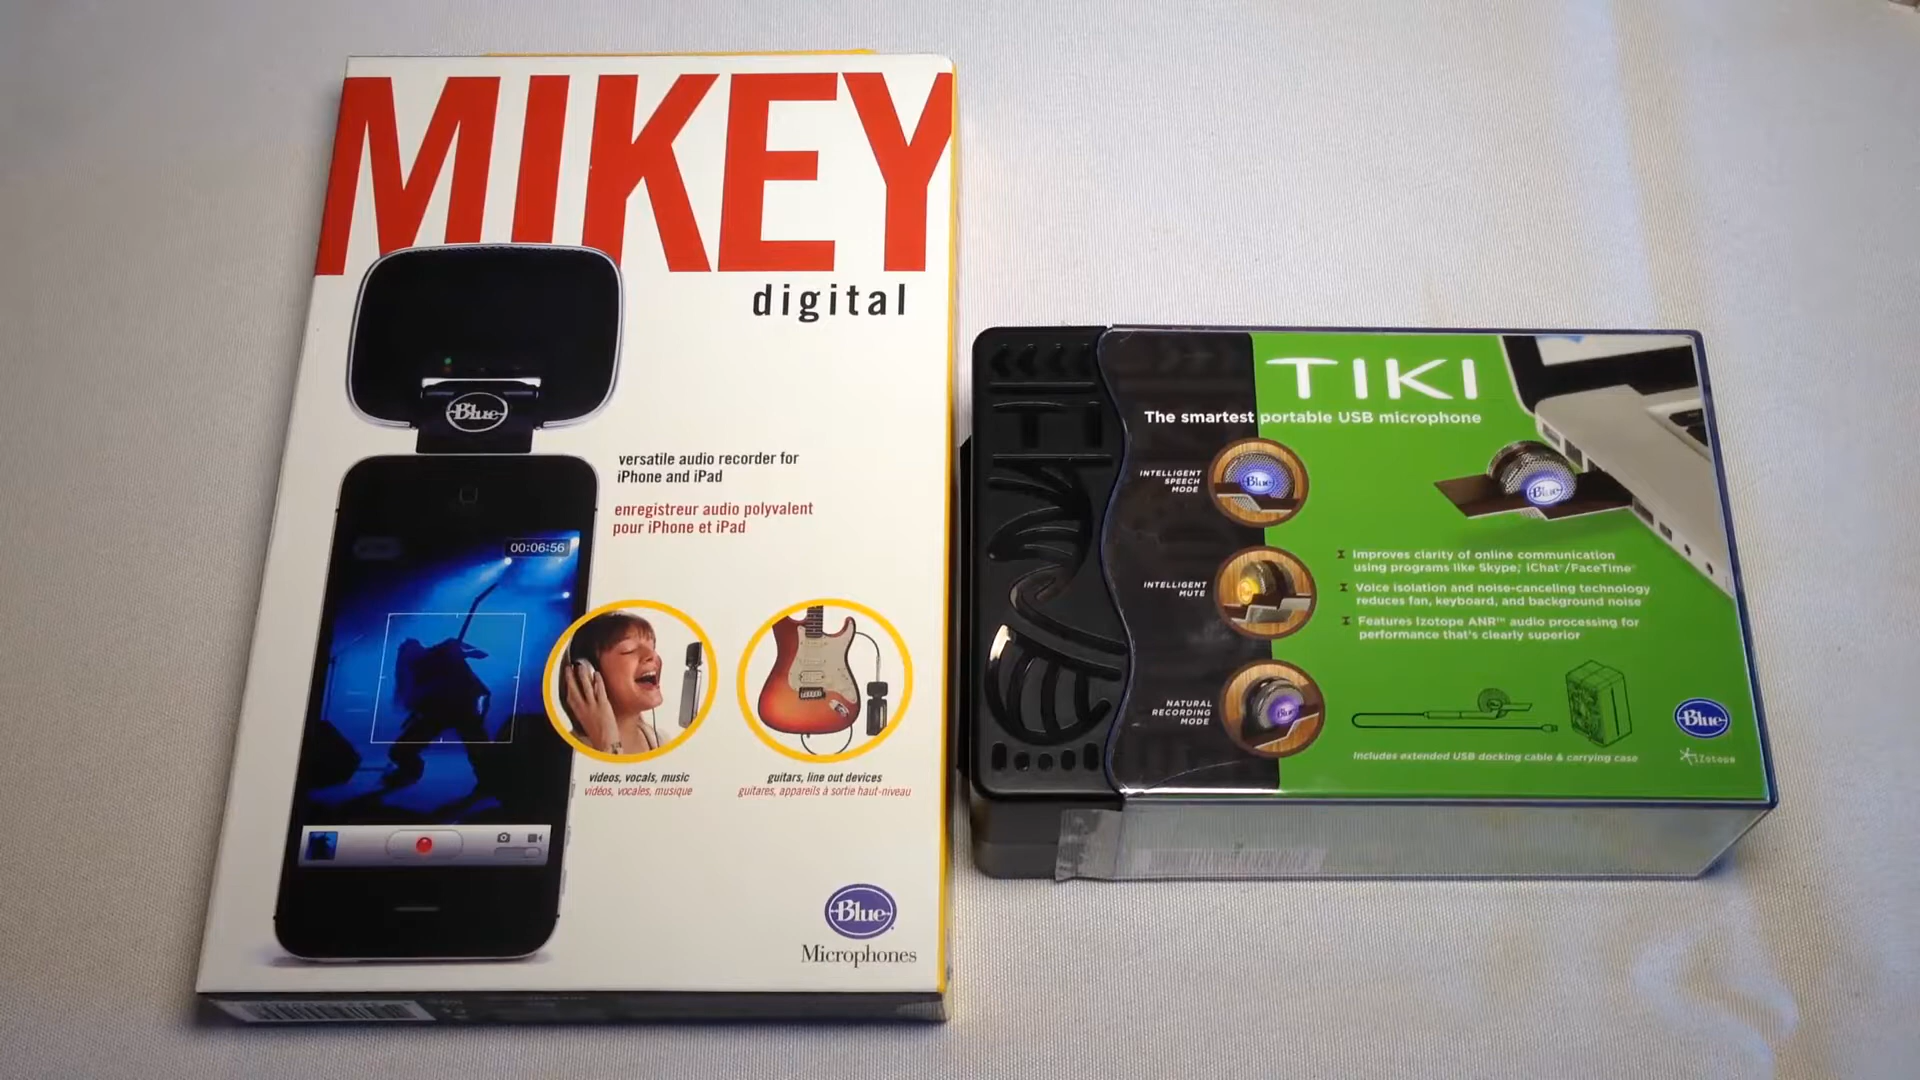 MIKEY
digital
Blue
versatile audio recorder for
iPhone and iPad
enregistreur audio polyvalent
pour iPhone et iPad
00:06:56
videos, vocals, music
vidéos, vocales, musique
guitars, line out devices
guitares, appareils à sortie haut-niveau
Blue
Microphones
TIKI
The smartest portable USB microphone
INTELLIGENT
SPEECH
MODE
Blue
Blue
INTELLIGENT
MUTE
NATURAL
RECORDING
MODE
Blue
Improves clarity of online communication
using programs like Skype, iChat/FaceTime
Voice isolation and noise-canceling technology
reduces fan, keyboard, and background noise
Features Izotope ANR™ audio processing for
performance that's clearly superior
Includes extended USB docking cable & carrying case
Blue
iZotope